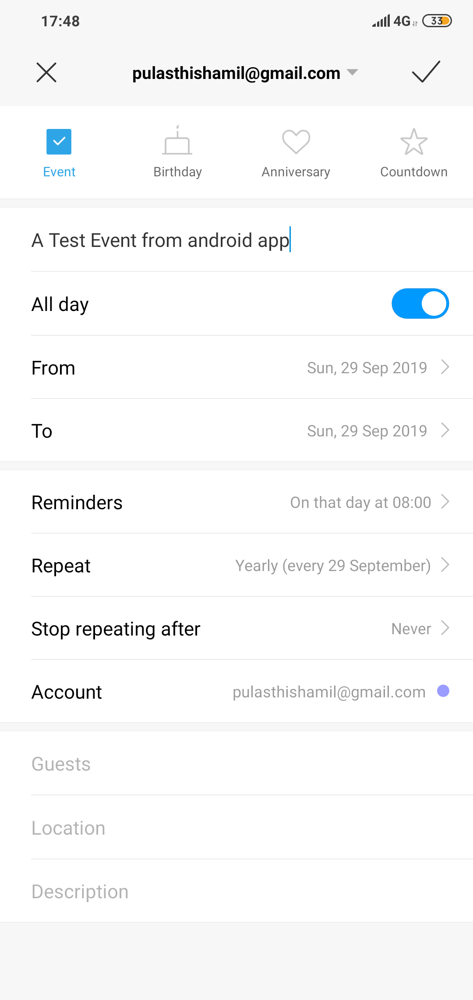 17:48 4G 33
pulasthishamil@gmail.com
Event Birthday Anniversary Countdown
A Test Event from android app
All day
From Sun, 29 Sep 2019
To Sun, 29 Sep 2019
Reminders On that day at 08:00
Repeat Yearly (every 29 September)
Stop repeating after Never
Account pulasthishamil@gmail.com
Guests
Location
Description